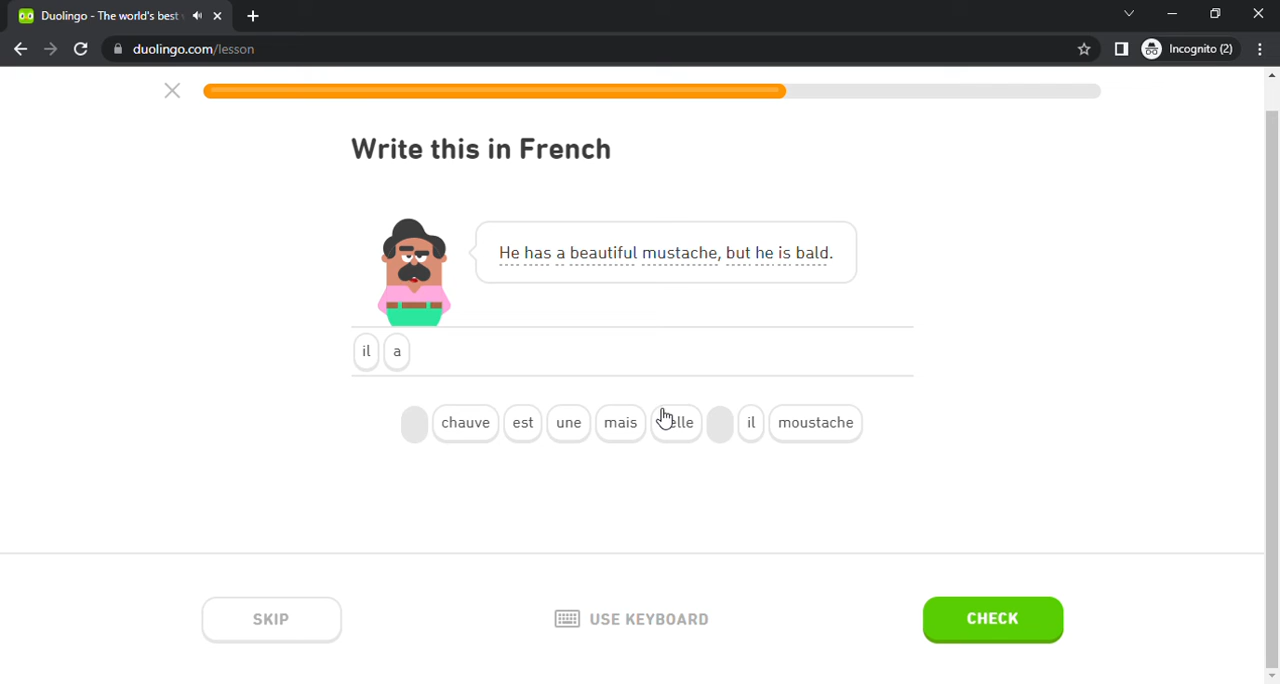 Duolingo - The world's best
duolingo.com/lesson
Incognito (2)
Write this in French
He has a beautiful mustache, but he is bald.
il a
chauve est une mais il moustache
SKIP USE KEYBOARD CHECK